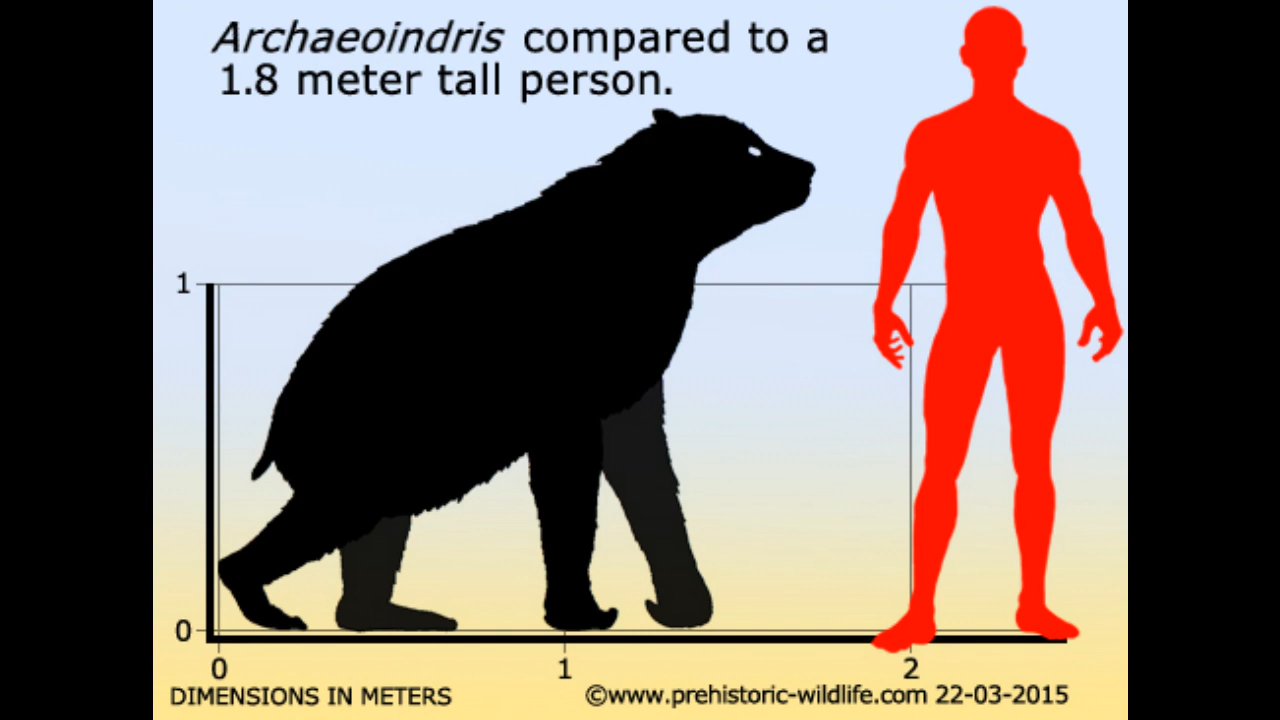 Archaeoindris compared to a
1.8 meter tall person.
1
0
0 1 2
DIMENSIONS IN METERS ©www.prehistoric-wildlife.com 22-03-2015